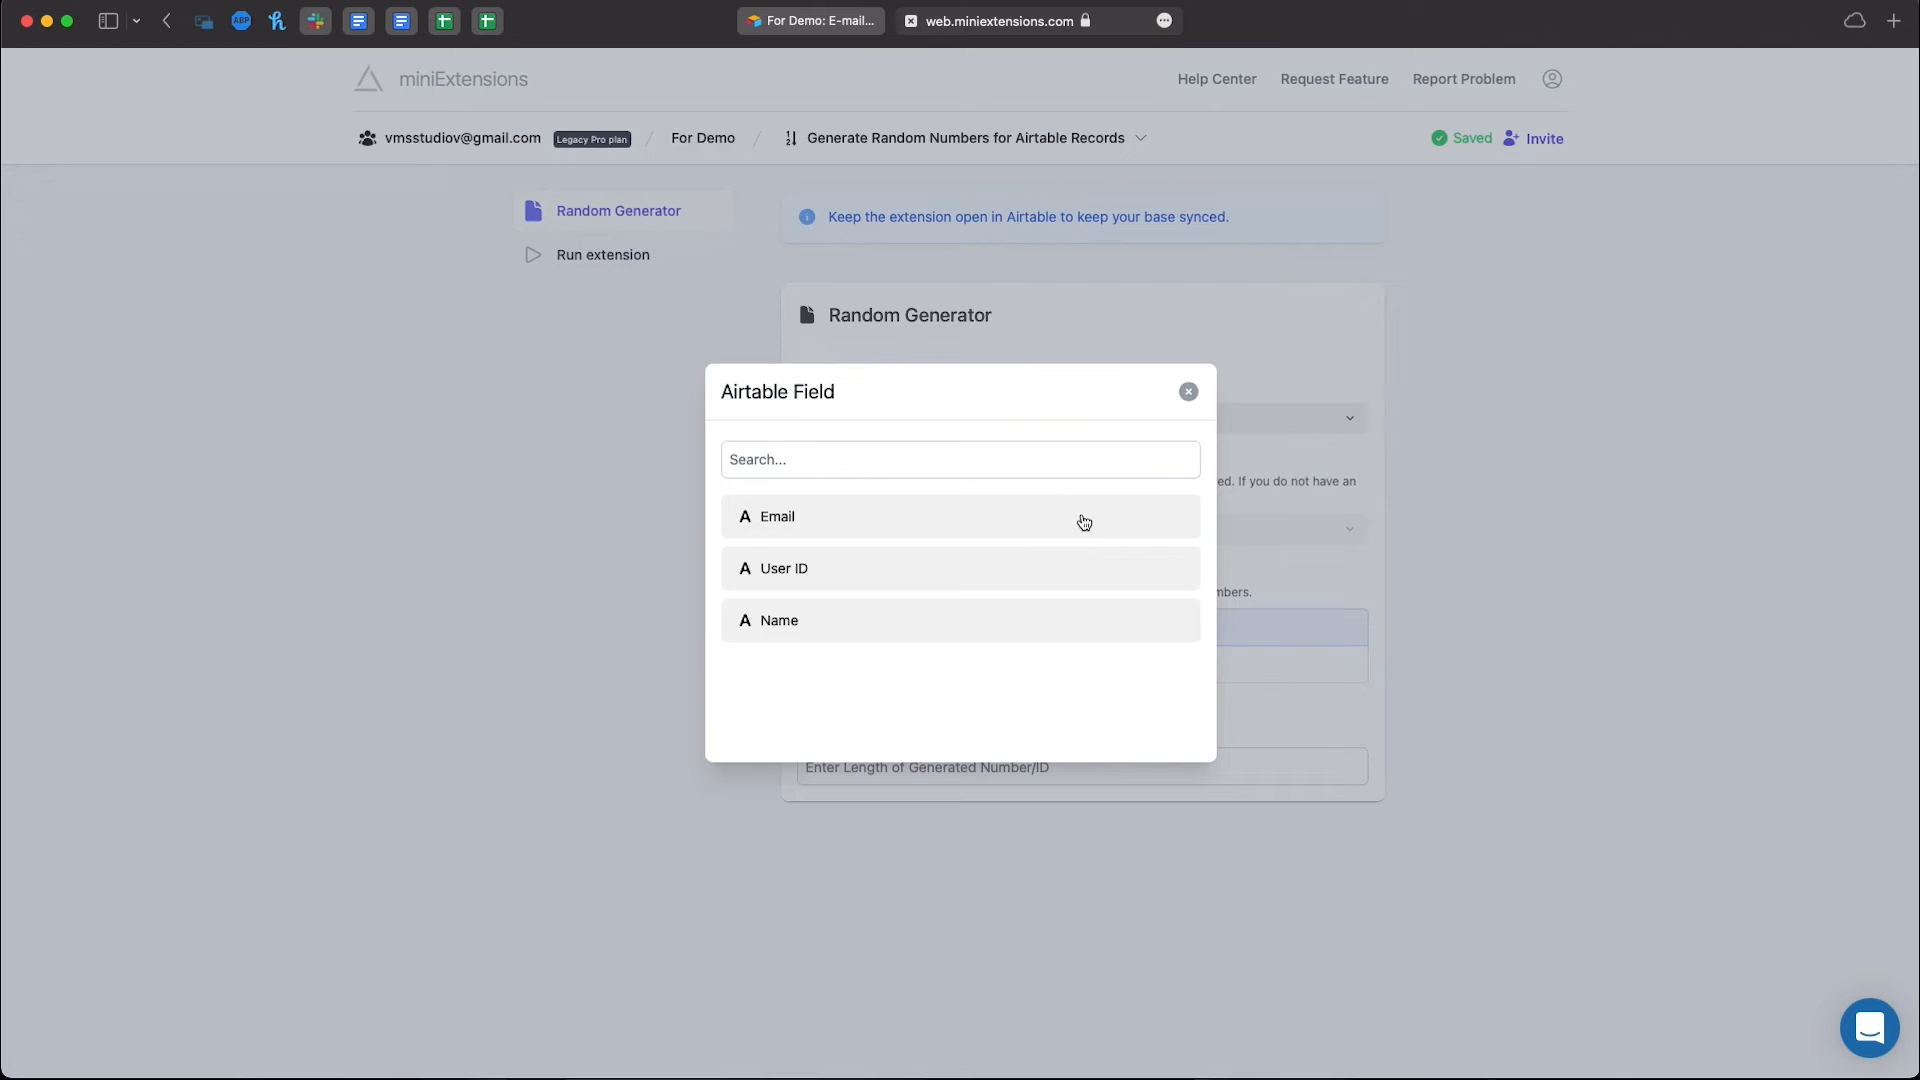 For Demo: E-mail...
web.miniextensions.com
ABP
miniExtensions
Help Center
Request Feature
Report Problem
vmsstudiov@gmail.com
Legacy Pro plan
/
For Demo
/
Generate Random Numbers for Airtable Records
Saved
Invite
Random Generator
Run extension
Keep the extension open in Airtable to keep your base synced.
Random Generator
Airtable Field
Search...
ed. If you do not have an
A Email
A User ID
mbers.
A Name
Enter Length of Generated Number/ID